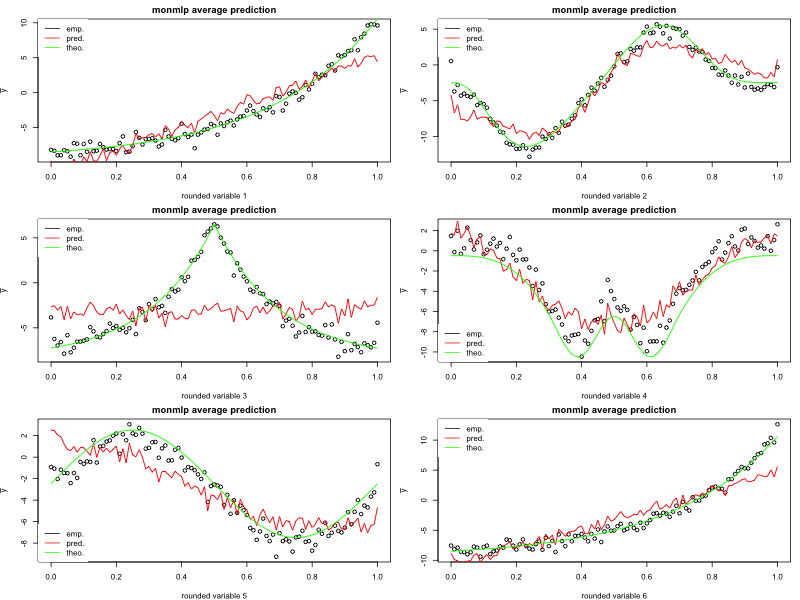 monmlp average prediction
10
5
0
-5
y
emp.
pred.
theo.
0.0 0.2 0.4 0.6 0.8 1.0
rounded variable 1
monmlp average prediction
5
0
-5
-10
y
emp.
pred.
theo.
0.0 0.2 0.4 0.6 0.8 1.0
rounded variable 2
monmlp average prediction
5
0
-5
y
emp.
pred.
theo.
0.0 0.2 0.4 0.6 0.8 1.0
rounded variable 3
monmlp average prediction
2
0
-2
-4
-6
-8
-10
y
emp.
pred.
theo.
0.0 0.2 0.4 0.6 0.8 1.0
rounded variable 4
monmlp average prediction
2
0
-2
-4
-6
-8
y
emp.
pred.
theo.
0.0 0.2 0.4 0.6 0.8 1.0
rounded variable 5
monmlp average prediction
10
5
0
-5
-10
y
emp.
pred.
theo.
0.0 0.2 0.4 0.6 0.8 1.0
rounded variable 6